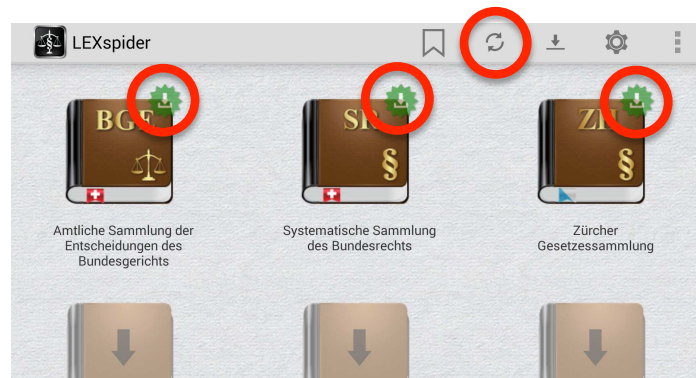 LEXspider
BGE
SR
§
ZH
§
Amtliche Sammlung der
Entscheidungen des
Bundesgerichts
Systematische Sammlung
des Bundesrechts
Zürcher
Gesetzessammlung